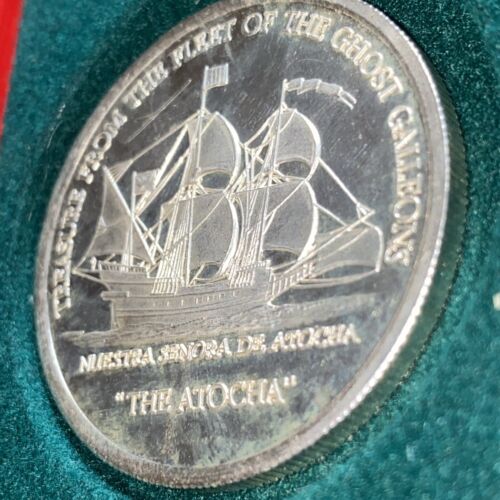 TREASURE FROM THE FLEET OF THE GHOST GALLEONS
NUESTRA SENORA DE ATOCHA
"THE ATOCHA"